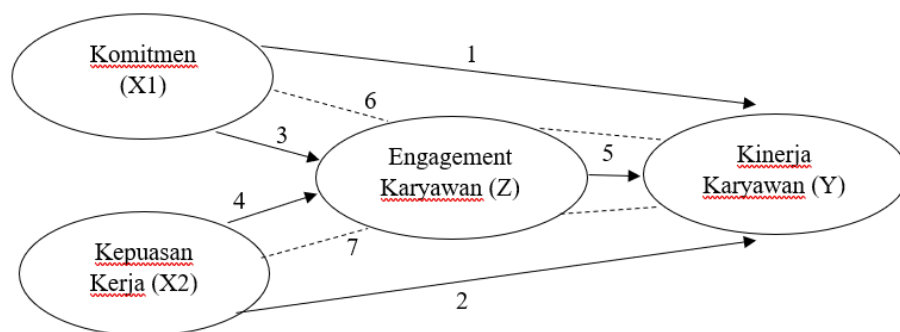 Komitmen
(X1)
1
6
3
Engagement
Karyawan (Z)
5
Kinerja
Karyawan (Y)
4
7
Kepuasan
Kerja (X2)
2